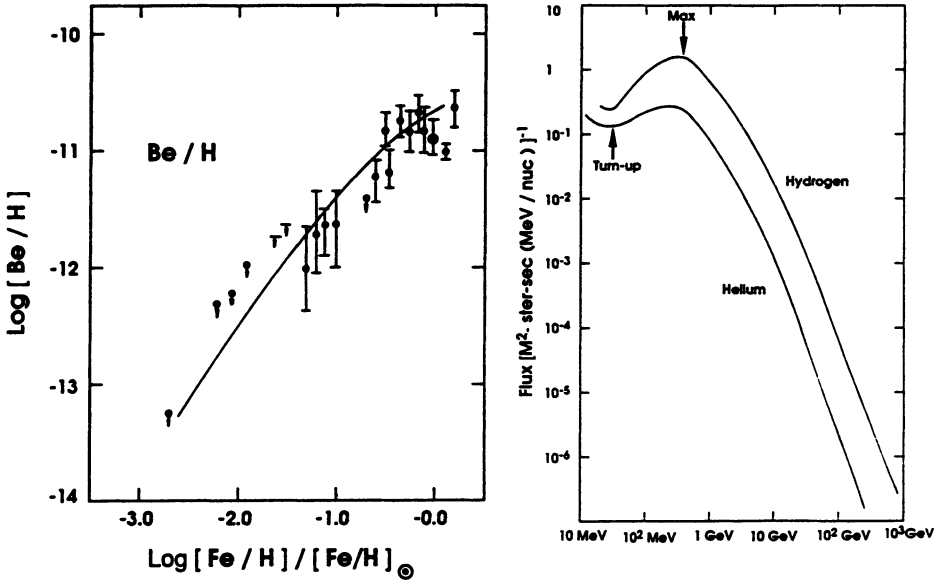 -10
-11
-12
-13
-14
Log [ Be / H ]
Be / H
-3.0 -2.0 -1.0 -0.0
Log [ Fe / H ] / [ Fe/H ]☉
10
1
10⁻¹
10⁻²
10⁻³
10⁻⁴
10⁻⁵
10⁻⁶
Flux [M²- ster-sec (MeV / nuc )]⁻¹
Max
Turn-up
Hydrogen
Helium
10 MeV 10² MeV 1 GeV 10 GeV 10² GeV 10³ GeV